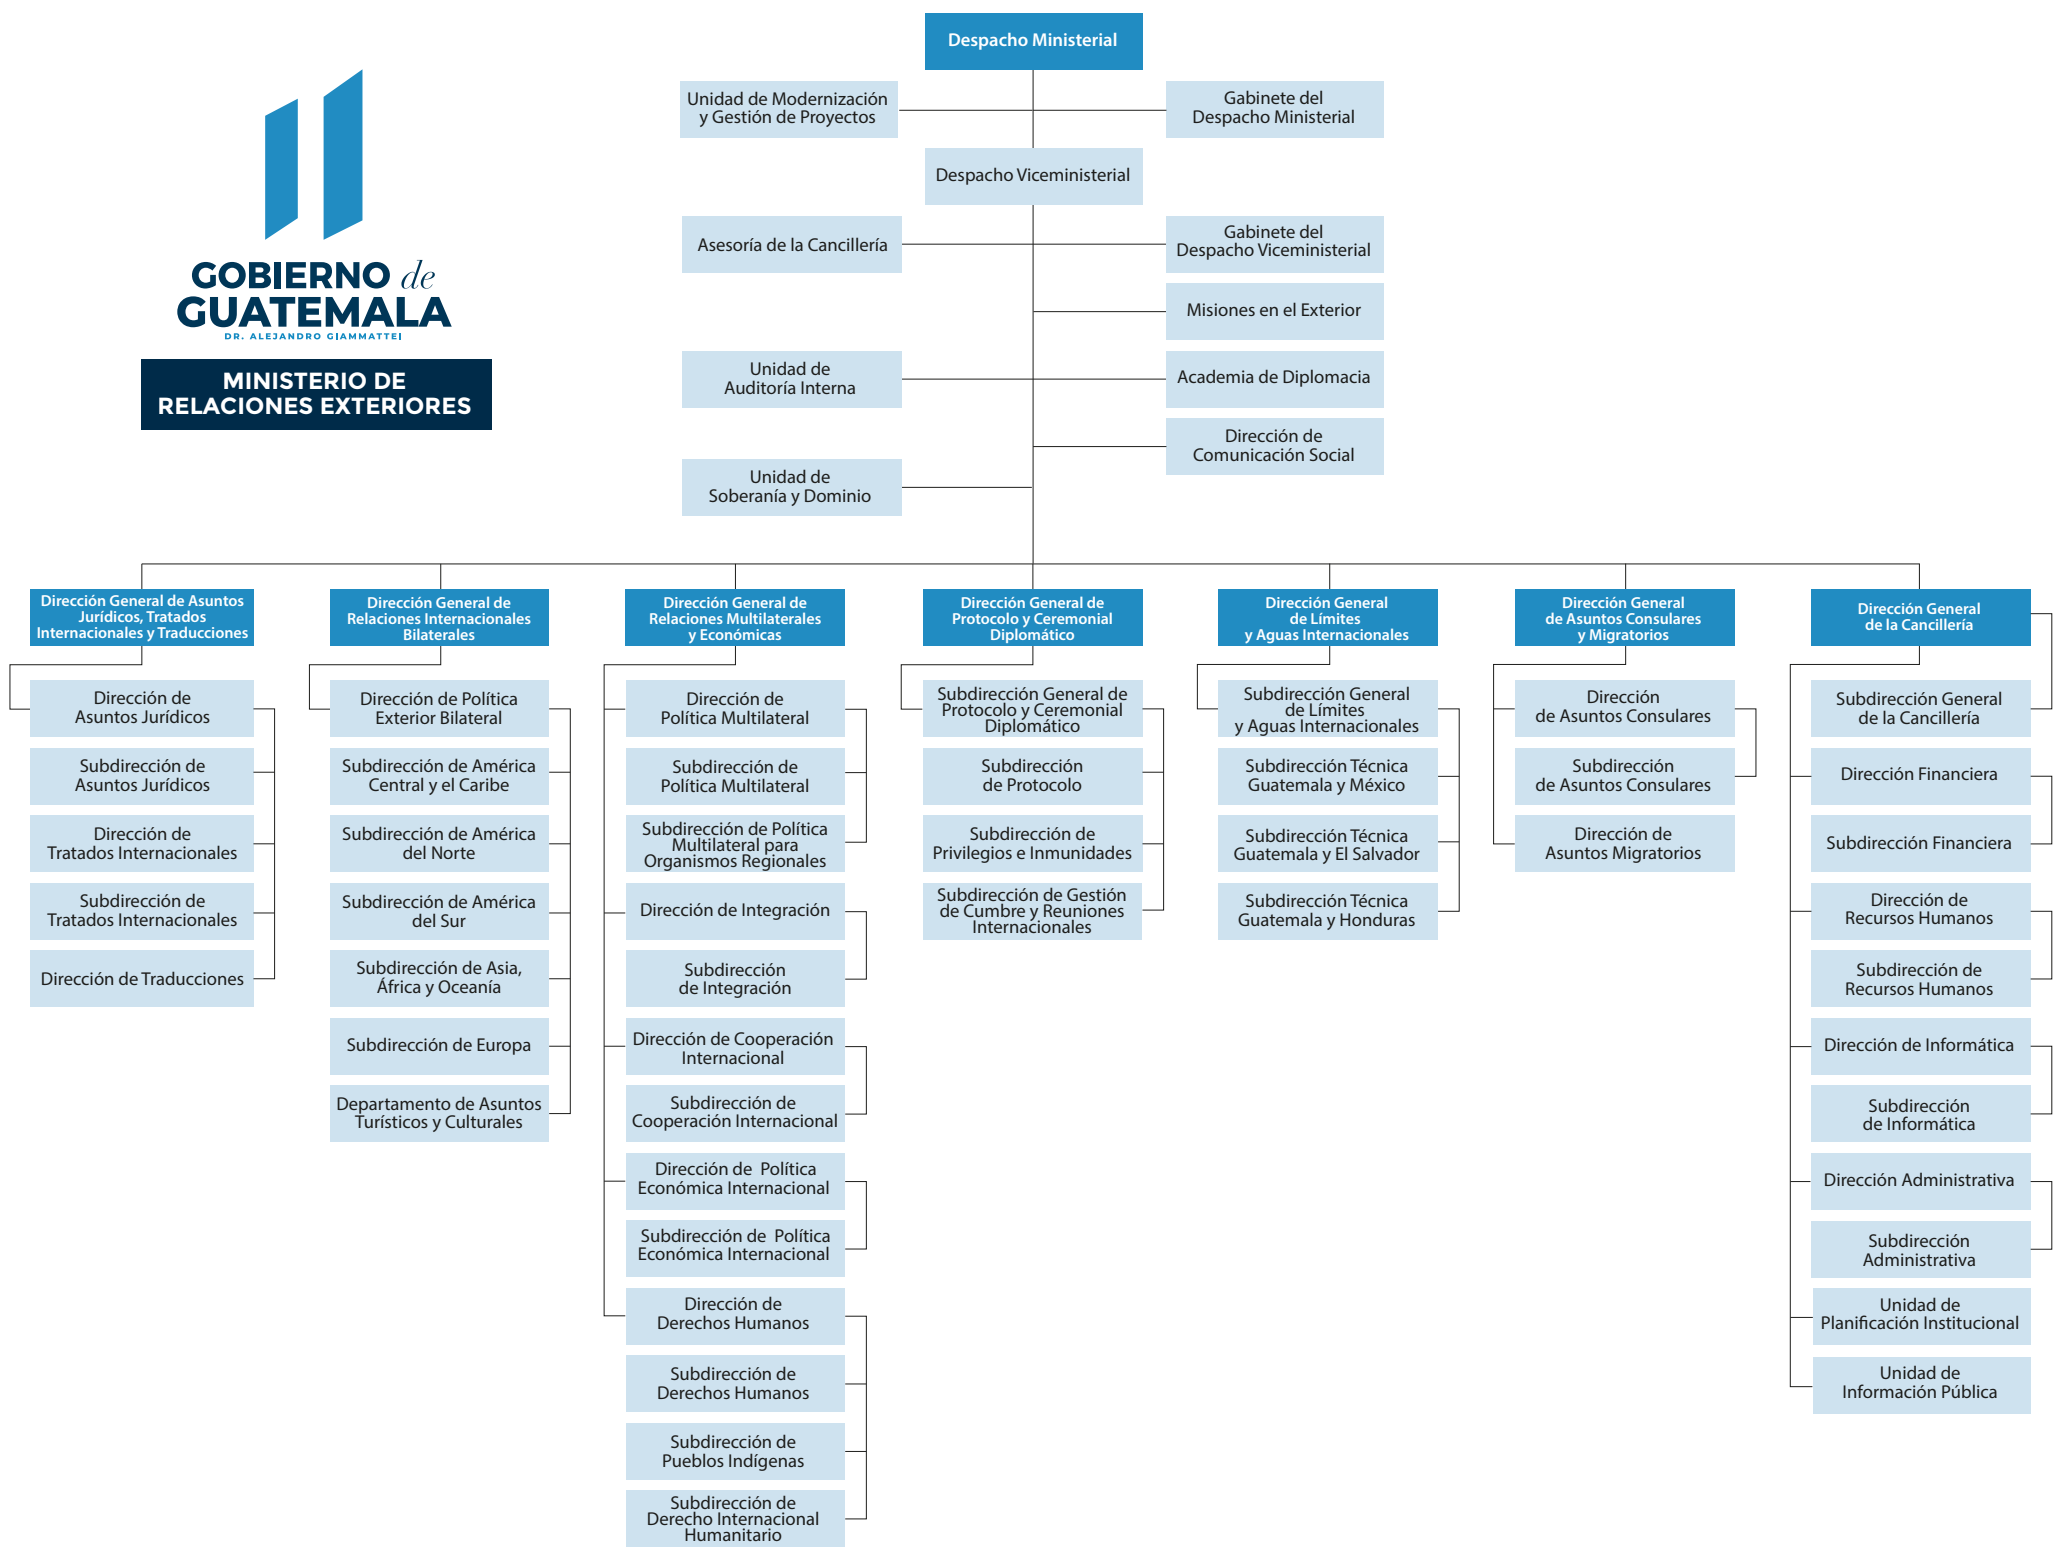 Despacho Ministerial
Unidad de Modernización
y Gestión de Proyectos
Gabinete del
Despacho Ministerial
Despacho Viceministerial
Asesoría de la Cancillería
Gabinete del
Despacho Viceministerial
Misiones en el Exterior
Unidad de
Auditoría Interna
Academia de Diplomacia
Dirección de
Comunicación Social
Unidad de
Soberanía y Dominio
GOBIERNO de
GUATEMALA
DR. ALEJANDRO GIAMMATTEI
MINISTERIO DE
RELACIONES EXTERIORES
Dirección General de Asuntos
Jurídicos, Tratados
Internacionales y Traducciones
Dirección de
Asuntos Jurídicos
Subdirección de
Asuntos Jurídicos
Dirección de
Tratados Internacionales
Subdirección de
Tratados Internacionales
Dirección de Traducciones
Dirección General de
Relaciones Internacionales
Bilaterales
Dirección de Política
Exterior Bilateral
Subdirección de América
Central y el Caribe
Subdirección de América
del Norte
Subdirección de América
del Sur
Subdirección de Asia,
África y Oceanía
Subdirección de Europa
Departamento de Asuntos
Turísticos y Culturales
Dirección General de
Relaciones Multilaterales
y Económicas
Dirección de
Política Multilateral
Subdirección de
Política Multilateral
Subdirección de Política
Multilateral para
Organismos Regionales
Dirección de Integración
Subdirección
de Integración
Dirección de Cooperación
Internacional
Subdirección de
Cooperación Internacional
Dirección de Política
Económica Internacional
Subdirección de Política
Económica Internacional
Dirección de
Derechos Humanos
Subdirección de
Derechos Humanos
Subdirección de
Pueblos Indígenas
Subdirección de
Derecho Internacional
Humanitario
Dirección General de
Protocolo y Ceremonial
Diplomático
Subdirección General de
Protocolo y Ceremonial
Diplomático
Subdirección
de Protocolo
Subdirección de
Privilegios e Inmunidades
Subdirección de Gestión
de Cumbre y Reuniones
Internacionales
Dirección General
de Límites
y Aguas Internacionales
Subdirección General
de Límites
y Aguas Internacionales
Subdirección Técnica
Guatemala y México
Subdirección Técnica
Guatemala y El Salvador
Subdirección Técnica
Guatemala y Honduras
Dirección General
de Asuntos Consulares
y Migratorios
Dirección
de Asuntos Consulares
Subdirección
de Asuntos Consulares
Dirección de
Asuntos Migratorios
Dirección General
de la Cancillería
Subdirección General
de la Cancillería
Dirección Financiera
Subdirección Financiera
Dirección de
Recursos Humanos
Subdirección de
Recursos Humanos
Dirección de Informática
Subdirección
de Informática
Dirección Administrativa
Subdirección
Administrativa
Unidad de
Planificación Institucional
Unidad de
Información Pública